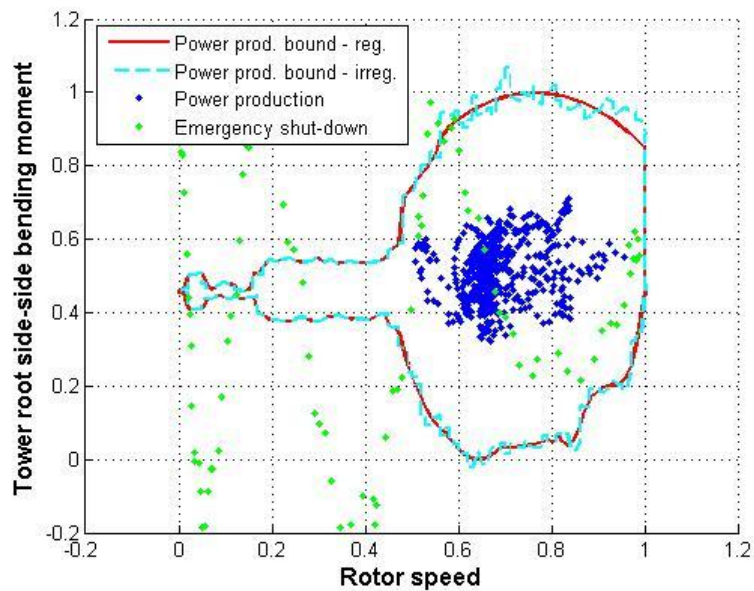 1.2
Power prod. bound - reg.
Power prod. bound - irreg.
Power production
Emergency shut-down
1
0.8
0.6
0.4
0.2
0
-0.2
Tower root side-side bending moment
-0.2 0 0.2 0.4 0.6 0.8 1 1.2
Rotor speed